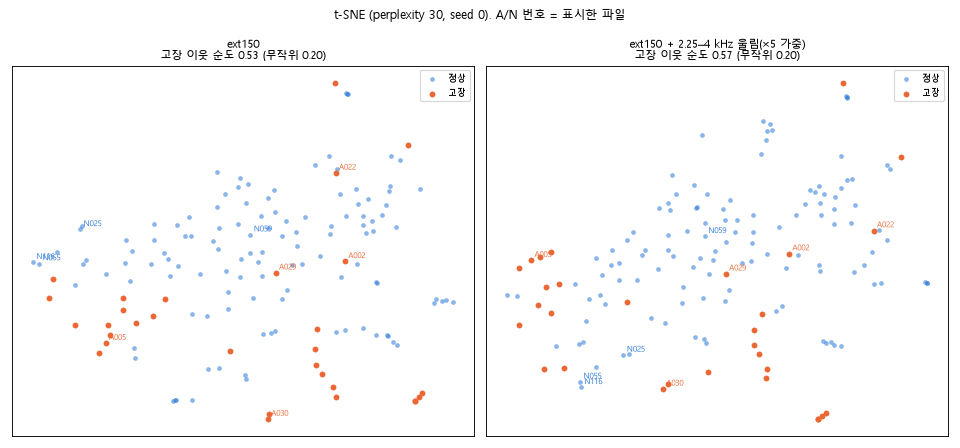 t-SNE (perplexity 30, seed 0). A/N 번호 = 표시한 파일
ext150
고장 이웃 순도 0.53 (무작위 0.20)
정상
고장
A022
N025
N059
N055
A002
A029
A005
A030
ext150 + 2.25–4 kHz 울림(×5 가중)
고장 이웃 순도 0.57 (무작위 0.20)
정상
고장
A022
N059
A002
A029
N025
N055
N116
A030